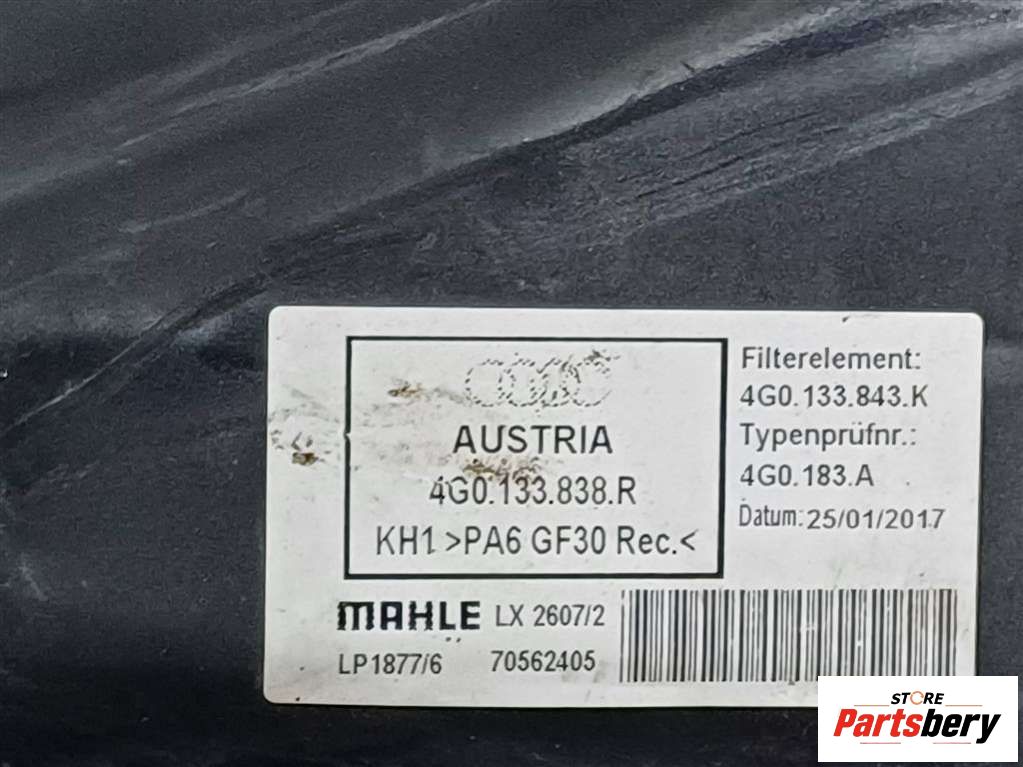 AUSTRIA
4G0.133.838.R
KH1 >PA6 GF30 Rec.<
Filterelement:
4G0.133.843.K
Typenprüfnr.:
4G0.183.A
Datum: 25/01/2017
MAHLE LX 2607/2
LP1877/6 70562405
STORE
Partsbery